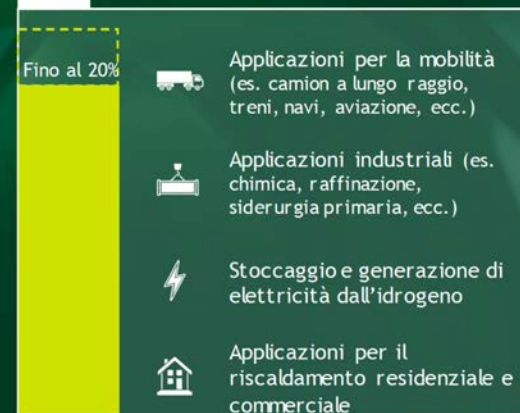 Fino al 20%
Applicazioni per la mobilità
(es. camion a lungo raggio,
treni, navi, aviazione, ecc.)
Applicazioni industriali (es.
chimica, raffinazione,
siderurgia primaria, ecc.)
Stoccaggio e generazione di
elettricità dall'idrogeno
Applicazioni per il
riscaldamento residenziale e
commerciale